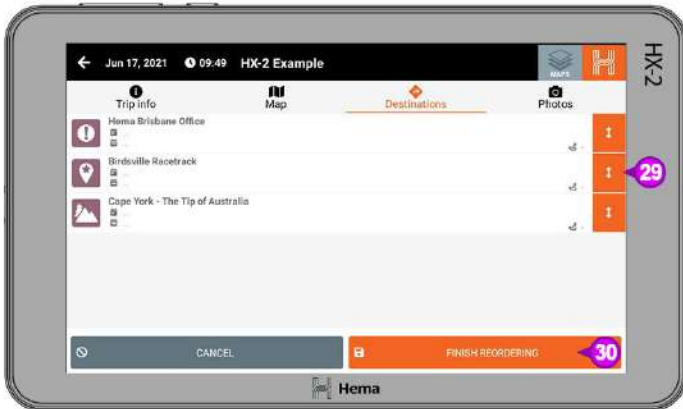 Jun 17, 2021 09:49 HX-2 Example
MAPS
HX-2
Trip info Map Destinations Photos
Hema Brisbane Office
Birdsville Racetrack
29
Cape York - The Tip of Australia
CANCEL FINISH REORDERING 30
Hema